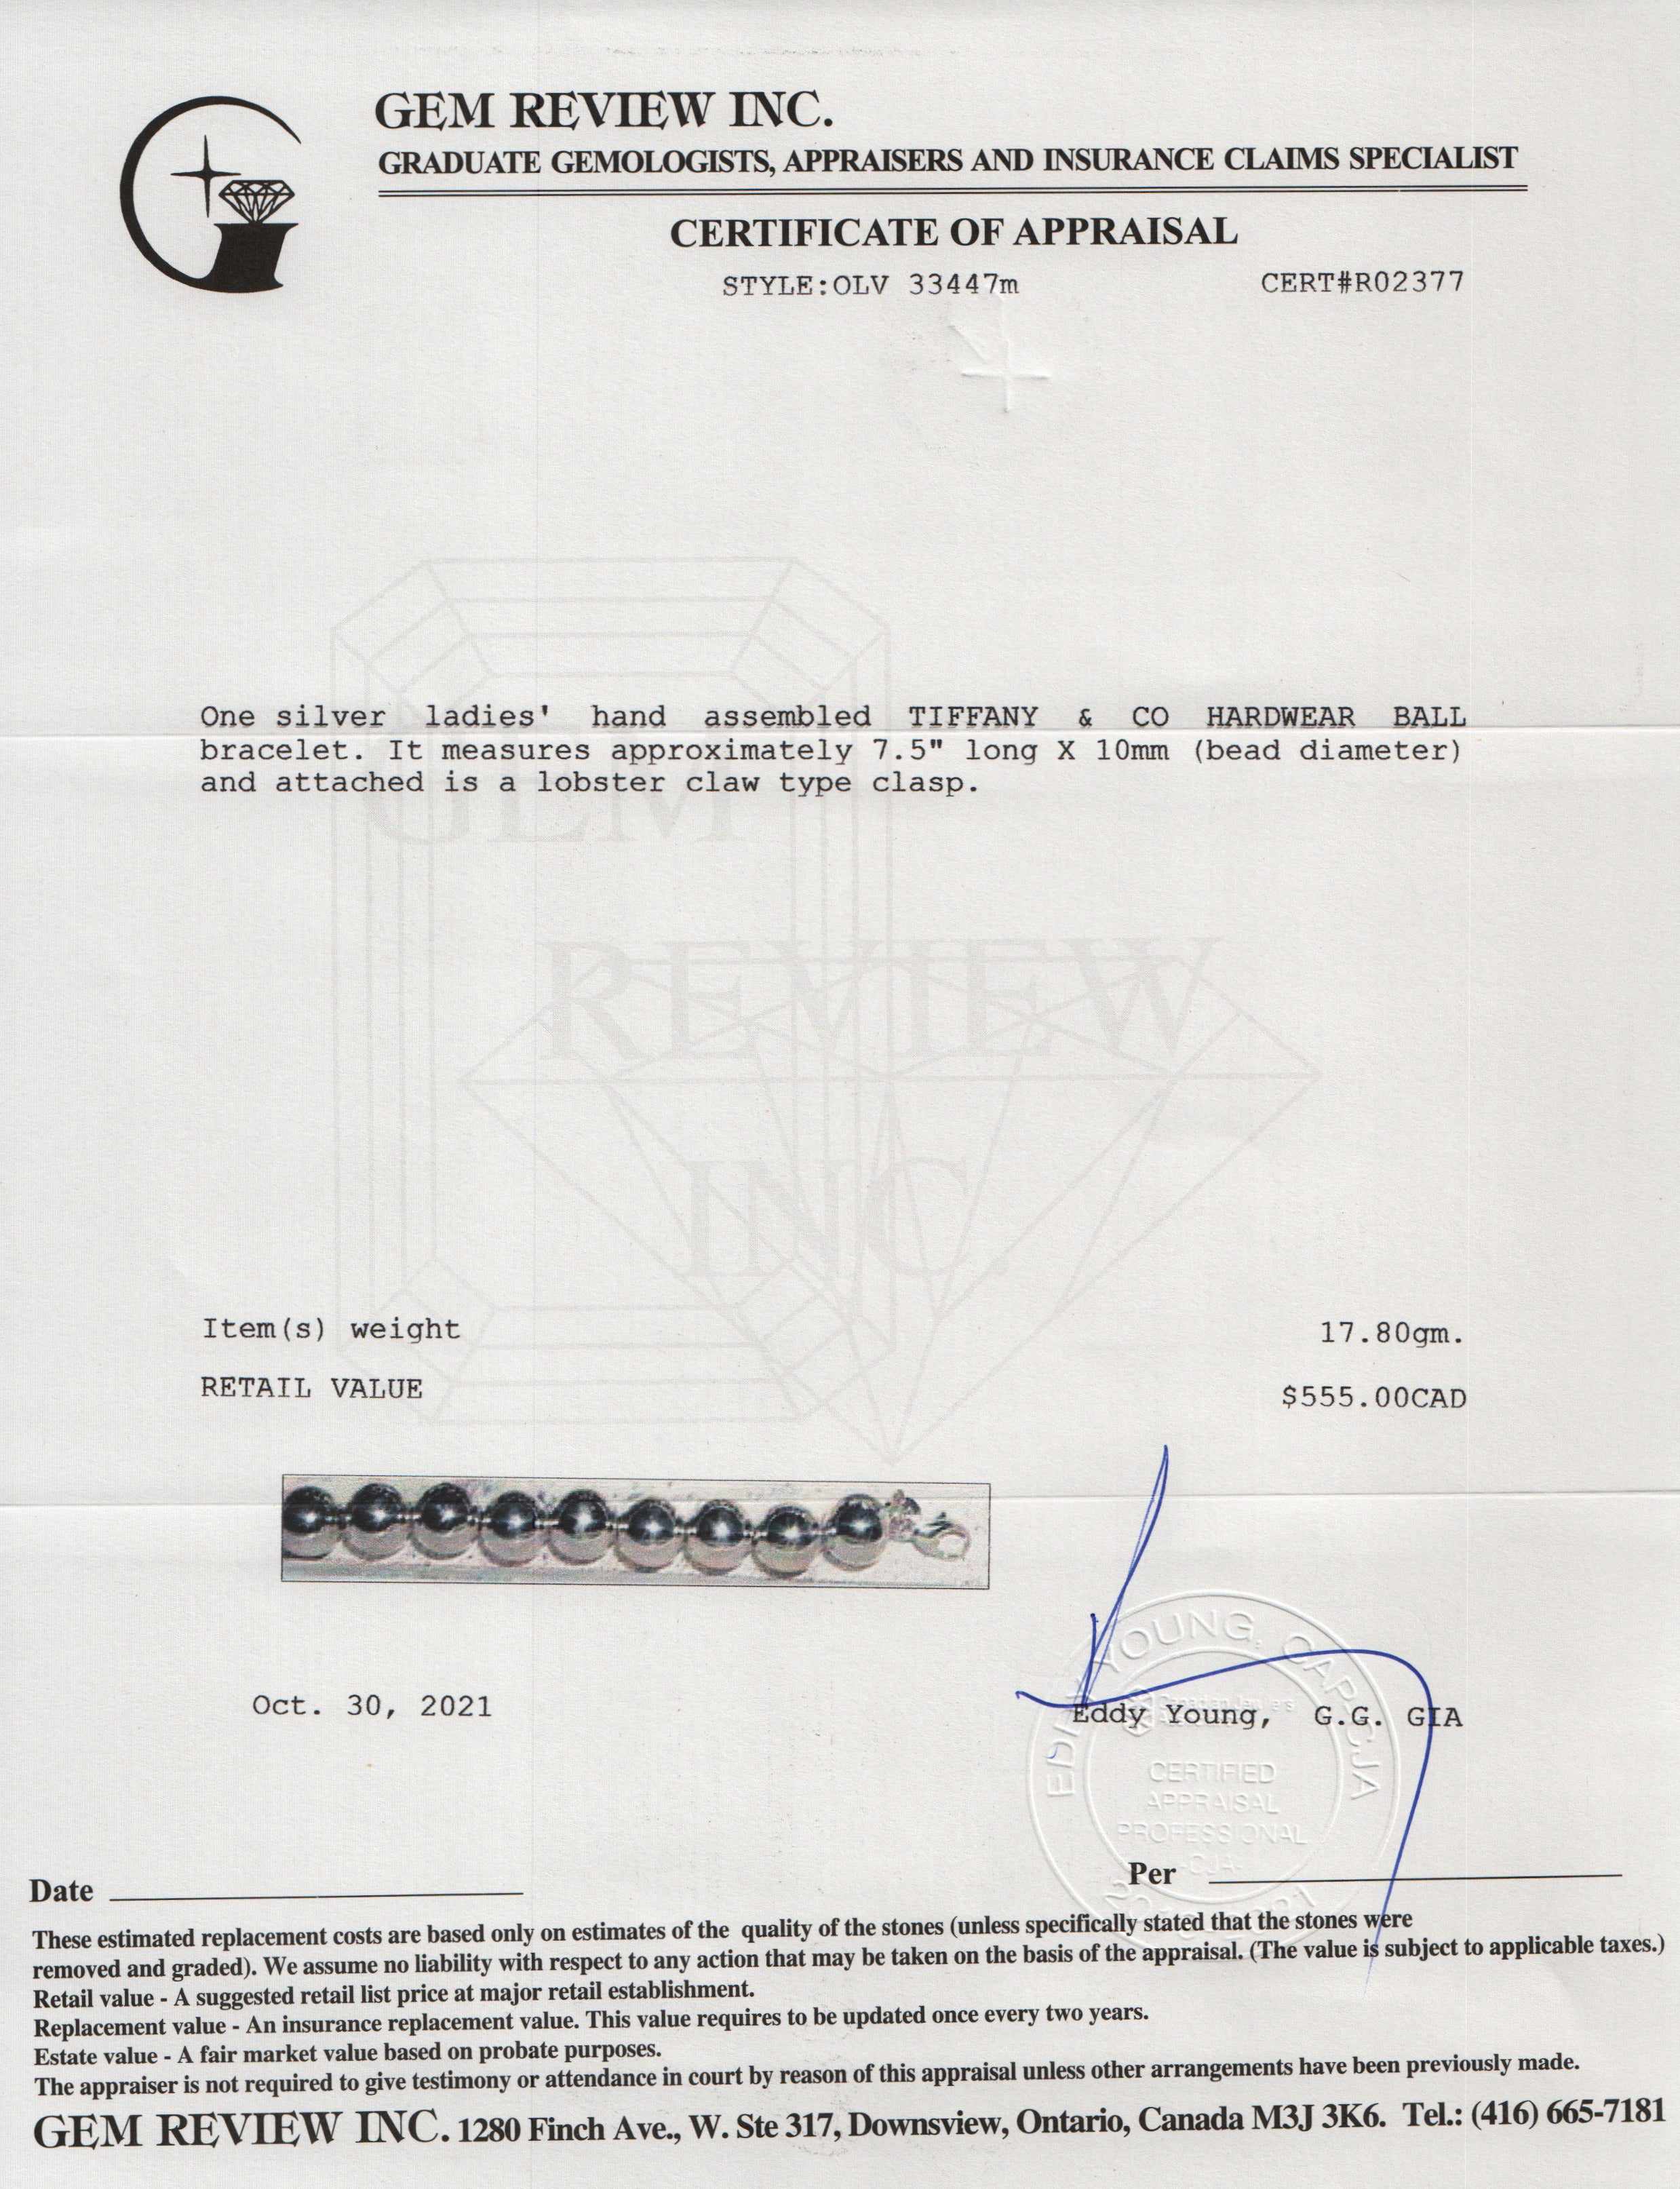 GEM REVIEW INC.
GRADUATE GEMOLOGISTS, APPRAISERS AND INSURANCE CLAIMS SPECIALIST
CERTIFICATE OF APPRAISAL
STYLE:OLV 33447m CERT#R02377
One silver ladies' hand assembled TIFFANY & CO HARDWEAR BALL
bracelet. It measures approximately 7.5" long X 10mm (bead diameter)
and attached is a lobster claw type clasp.
GEM
REVIEW
INC.
Item(s) weight 17.80gm.
RETAIL VALUE $555.00CAD
Oct. 30, 2021
Eddy Young, G.G. GIA
YOUNG, CAP-CJA
CERTIFIED
APPRAISAL
PROFESSIONAL
-CJA-
Date
Per
These estimated replacement costs are based only on estimates of the quality of the stones (unless specifically stated that the stones were
removed and graded). We assume no liability with respect to any action that may be taken on the basis of the appraisal. (The value is subject to applicable taxes.)
Retail value - A suggested retail list price at major retail establishment.
Replacement value - An insurance replacement value. This value requires to be updated once every two years.
Estate value - A fair market value based on probate purposes.
The appraiser is not required to give testimony or attendance in court by reason of this appraisal unless other arrangements have been previously made.
GEM REVIEW INC. 1280 Finch Ave., W. Ste 317, Downsview, Ontario, Canada M3J 3K6. Tel.: (416) 665-7181